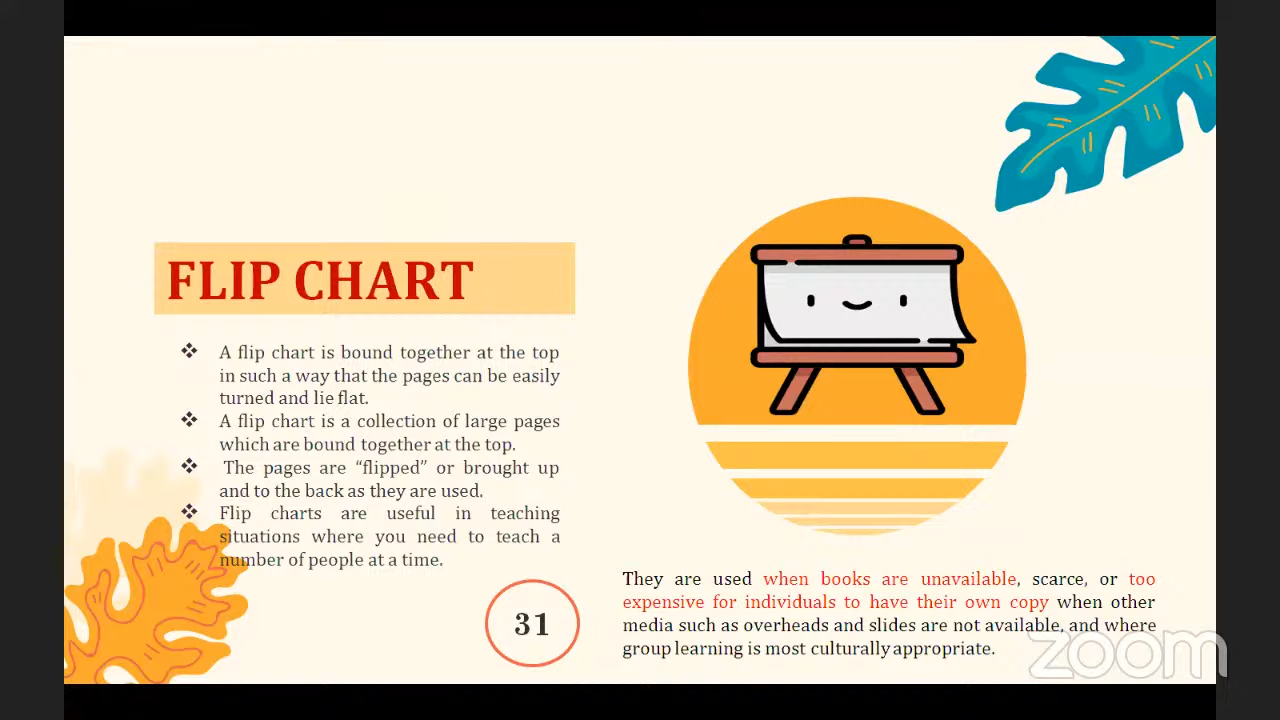 FLIP CHART
❖ A flip chart is bound together at the top
in such a way that the pages can be easily
turned and lie flat.
❖ A flip chart is a collection of large pages
which are bound together at the top.
❖ The pages are “flipped” or brought up
and to the back as they are used.
❖ Flip charts are useful in teaching
situations where you need to teach a
number of people at a time.
31
They are used when books are unavailable, scarce, or too
expensive for individuals to have their own copy when other
media such as overheads and slides are not available, and where
group learning is most culturally appropriate.
zoom